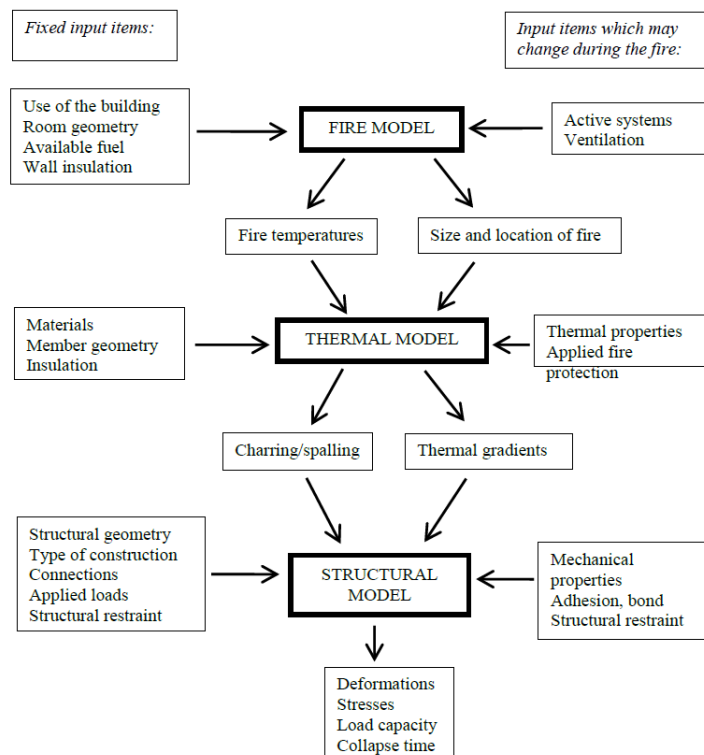 Fixed input items:
Input items which may
change during the fire:
Use of the building
Room geometry
Available fuel
Wall insulation
FIRE MODEL
Active systems
Ventilation
Fire temperatures
Size and location of fire
Materials
Member geometry
Insulation
THERMAL MODEL
Thermal properties
Applied fire
protection
Charring/spalling
Thermal gradients
Structural geometry
Type of construction
Connections
Applied loads
Structural restraint
STRUCTURAL
MODEL
Mechanical
properties
Adhesion, bond
Structural restraint
Deformations
Stresses
Load capacity
Collapse time